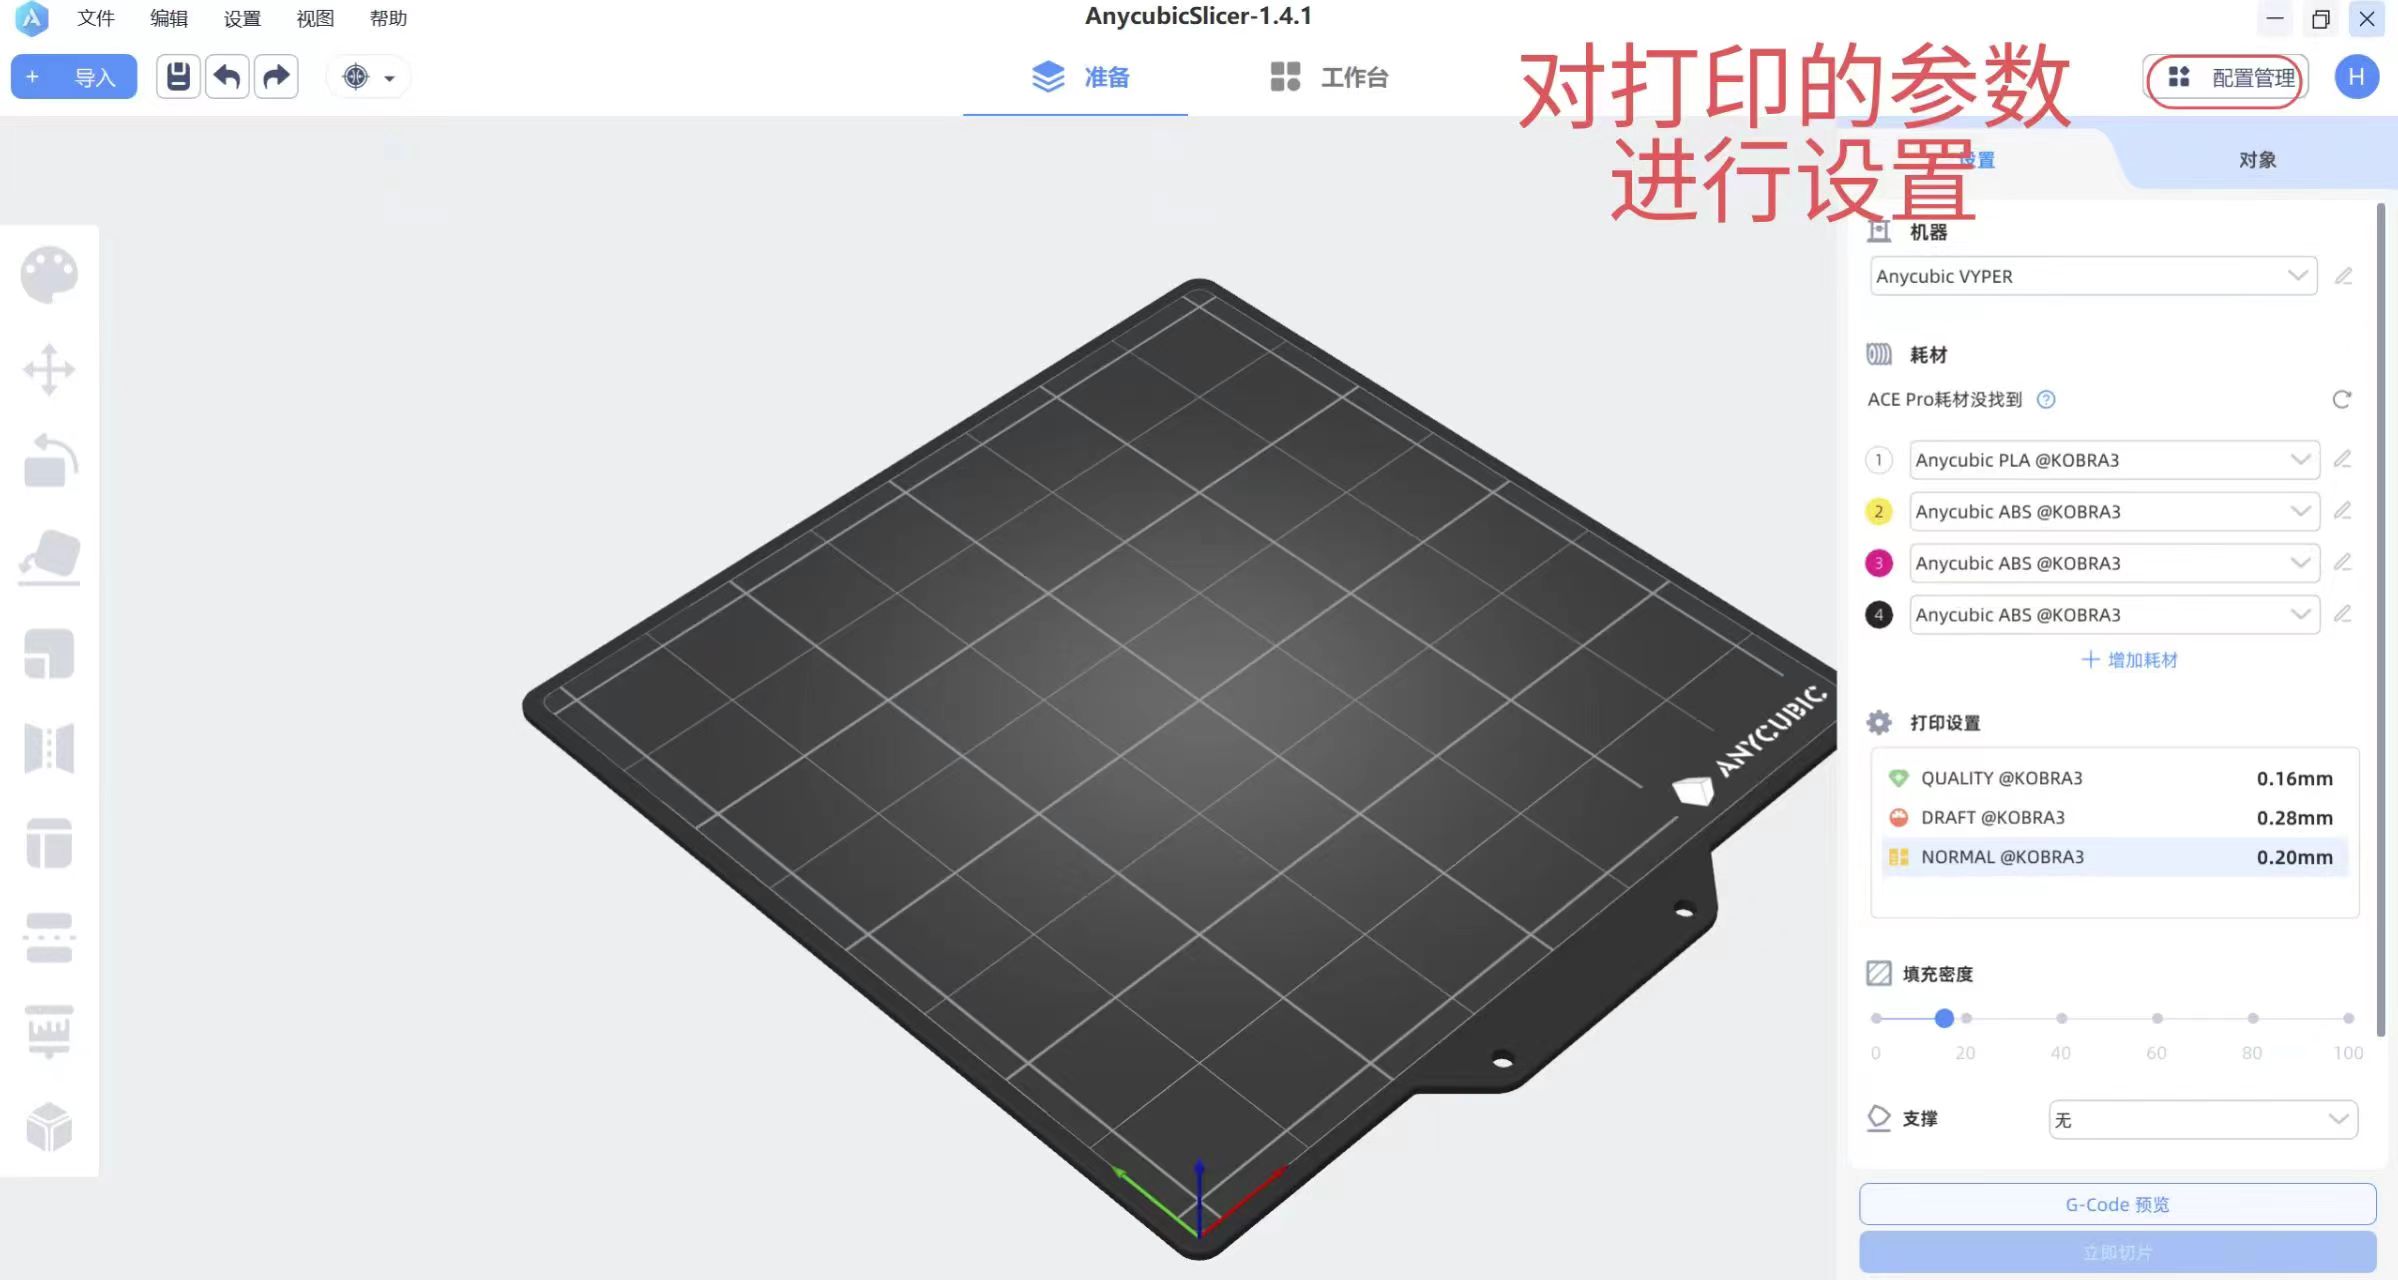 文件 编辑 设置 视图 帮助
AnycubicSlicer-1.4.1
+ 导入
准备
工作台
对打印的参数
进行设置
配置管理
H
设置
对象
机器
Anycubic VYPER
耗材
ACE Pro耗材没找到 ?
1 Anycubic PLA @KOBRA3
2 Anycubic ABS @KOBRA3
3 Anycubic ABS @KOBRA3
4 Anycubic ABS @KOBRA3
+ 增加耗材
打印设置
QUALITY @KOBRA3 0.16mm
DRAFT @KOBRA3 0.28mm
NORMAL @KOBRA3 0.20mm
填充密度
0 20 40 60 80 100
支撑 无
G-Code 预览
立即切片
ANYCUBIC